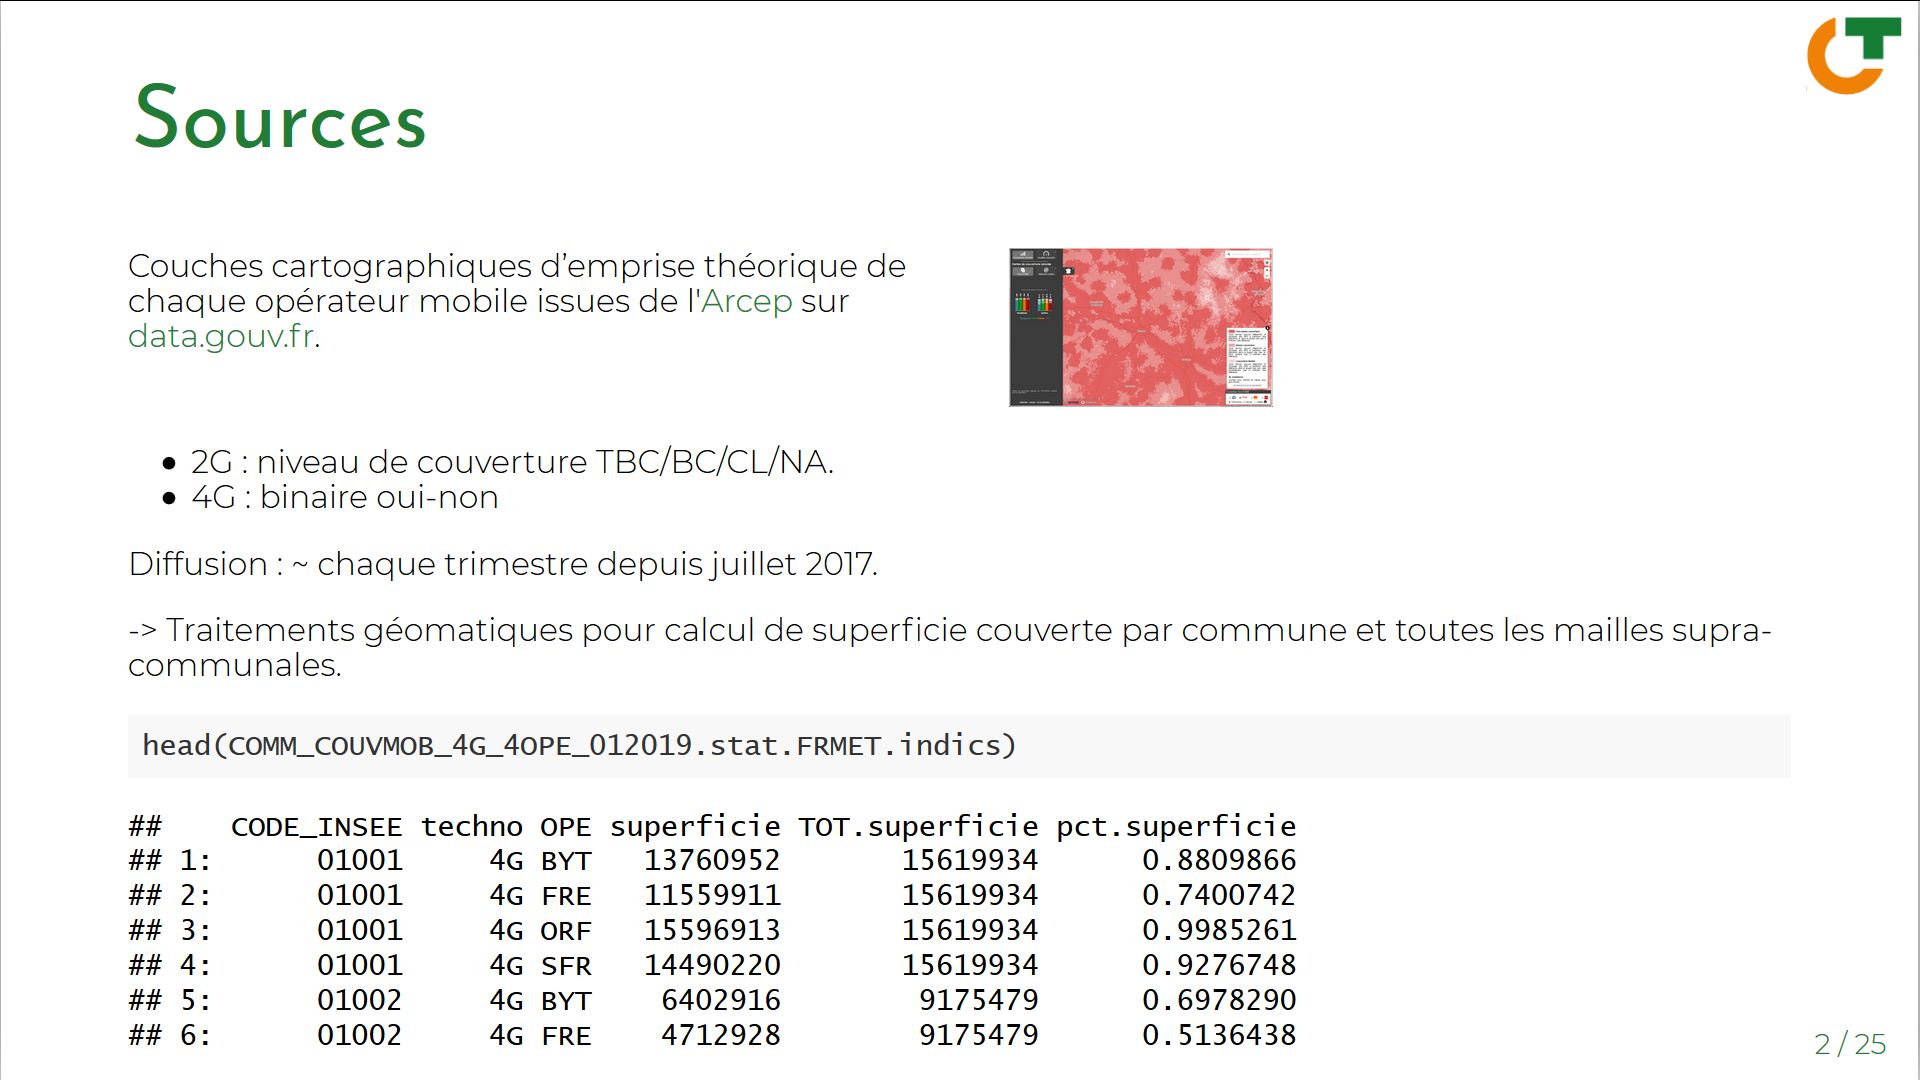 Sources
Couches cartographiques d’emprise théorique de
chaque opérateur mobile issues de l'Arcep sur
data.gouv.fr.
• 2G : niveau de couverture TBC/BC/CL/NA.
• 4G : binaire oui-non
Diffusion : ~ chaque trimestre depuis juillet 2017.
-> Traitements géomatiques pour calcul de superficie couverte par commune et toutes les mailles supra-
communales.
head(COMM_COUVMOB_4G_4OPE_012019.stat.FRMET.indics)
##    CODE_INSEE techno OPE superficie TOT.superficie pct.superficie
## 1:      01001     4G BYT   13760952       15619934      0.8809866
## 2:      01001     4G FRE   11559911       15619934      0.7400742
## 3:      01001     4G ORF   15596913       15619934      0.9985261
## 4:      01001     4G SFR   14490220       15619934      0.9276748
## 5:      01002     4G BYT    6402916        9175479      0.6978290
## 6:      01002     4G FRE    4712928        9175479      0.5136438
2 / 25